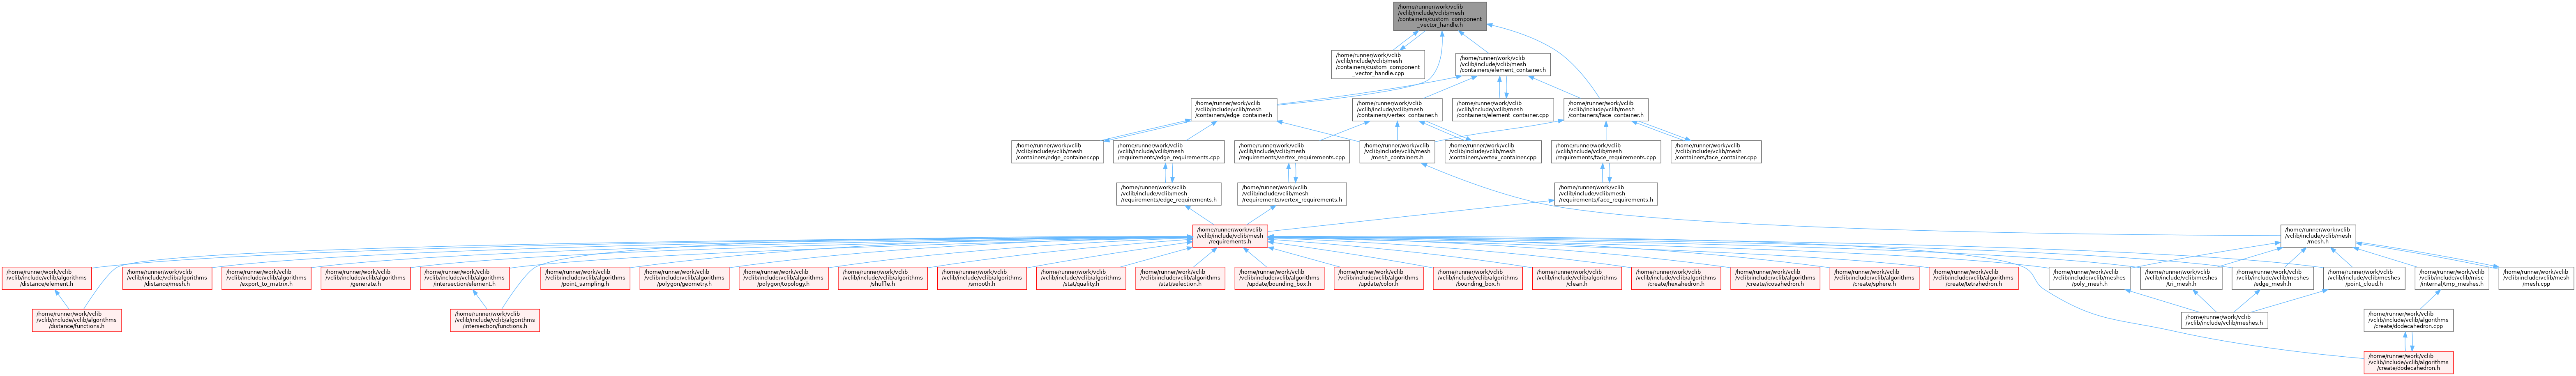 /home/runner/work/vclib
/vclib/include/vclib/mesh
/containers/custom_component
_vector_handle.h
/home/runner/work/vclib
/vclib/include/vclib/mesh
/containers/custom_component
_vector_handle.cpp
/home/runner/work/vclib
/vclib/include/vclib/mesh
/containers/element_container.h
/home/runner/work/vclib
/vclib/include/vclib/mesh
/containers/edge_container.h
/home/runner/work/vclib
/vclib/include/vclib/mesh
/containers/vertex_container.h
/home/runner/work/vclib
/vclib/include/vclib/mesh
/containers/element_container.cpp
/home/runner/work/vclib
/vclib/include/vclib/mesh
/containers/face_container.h
/home/runner/work/vclib
/vclib/include/vclib/mesh
/containers/edge_container.cpp
/home/runner/work/vclib
/vclib/include/vclib/mesh
/requirements/edge_requirements.cpp
/home/runner/work/vclib
/vclib/include/vclib/mesh
/requirements/vertex_requirements.cpp
/home/runner/work/vclib
/vclib/include/vclib/mesh
/mesh_containers.h
/home/runner/work/vclib
/vclib/include/vclib/mesh
/containers/vertex_container.cpp
/home/runner/work/vclib
/vclib/include/vclib/mesh
/requirements/face_requirements.cpp
/home/runner/work/vclib
/vclib/include/vclib/mesh
/containers/face_container.cpp
/home/runner/work/vclib
/vclib/include/vclib/mesh
/requirements/edge_requirements.h
/home/runner/work/vclib
/vclib/include/vclib/mesh
/requirements/vertex_requirements.h
/home/runner/work/vclib
/vclib/include/vclib/mesh
/requirements/face_requirements.h
/home/runner/work/vclib
/vclib/include/vclib/mesh
/requirements.h
/home/runner/work/vclib
/vclib/include/vclib/mesh
/mesh.h
/home/runner/work/vclib
/vclib/include/vclib/algorithms
/distance/element.h
/home/runner/work/vclib
/vclib/include/vclib/algorithms
/distance/mesh.h
/home/runner/work/vclib
/vclib/include/vclib/algorithms
/export_to_matrix.h
/home/runner/work/vclib
/vclib/include/vclib/algorithms
/generate.h
/home/runner/work/vclib
/vclib/include/vclib/algorithms
/intersection/element.h
/home/runner/work/vclib
/vclib/include/vclib/algorithms
/point_sampling.h
/home/runner/work/vclib
/vclib/include/vclib/algorithms
/polygon/geometry.h
/home/runner/work/vclib
/vclib/include/vclib/algorithms
/polygon/topology.h
/home/runner/work/vclib
/vclib/include/vclib/algorithms
/shuffle.h
/home/runner/work/vclib
/vclib/include/vclib/algorithms
/smooth.h
/home/runner/work/vclib
/vclib/include/vclib/algorithms
/stat/quality.h
/home/runner/work/vclib
/vclib/include/vclib/algorithms
/stat/selection.h
/home/runner/work/vclib
/vclib/include/vclib/algorithms
/update/bounding_box.h
/home/runner/work/vclib
/vclib/include/vclib/algorithms
/update/color.h
/home/runner/work/vclib
/vclib/include/vclib/algorithms
/bounding_box.h
/home/runner/work/vclib
/vclib/include/vclib/algorithms
/clean.h
/home/runner/work/vclib
/vclib/include/vclib/algorithms
/create/hexahedron.h
/home/runner/work/vclib
/vclib/include/vclib/algorithms
/create/icosahedron.h
/home/runner/work/vclib
/vclib/include/vclib/algorithms
/create/sphere.h
/home/runner/work/vclib
/vclib/include/vclib/algorithms
/create/tetrahedron.h
/home/runner/work/vclib
/vclib/include/vclib/meshes
/poly_mesh.h
/home/runner/work/vclib
/vclib/include/vclib/meshes
/tri_mesh.h
/home/runner/work/vclib
/vclib/include/vclib/meshes
/edge_mesh.h
/home/runner/work/vclib
/vclib/include/vclib/meshes
/point_cloud.h
/home/runner/work/vclib
/vclib/include/vclib/misc
/internal/tmp_meshes.h
/home/runner/work/vclib
/vclib/include/vclib/mesh
/mesh.cpp
/home/runner/work/vclib
/vclib/include/vclib/algorithms
/distance/functions.h
/home/runner/work/vclib
/vclib/include/vclib/algorithms
/intersection/functions.h
/home/runner/work/vclib
/vclib/include/vclib/meshes.h
/home/runner/work/vclib
/vclib/include/vclib/algorithms
/create/dodecahedron.cpp
/home/runner/work/vclib
/vclib/include/vclib/algorithms
/create/dodecahedron.h